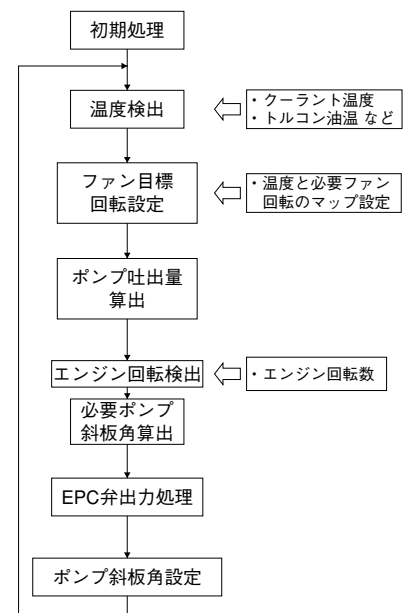 初期処理
温度検出
・クーラント温度
・トルコン油温 など
ファン目標
回転設定
・温度と必要ファン
回転のマップ設定
ポンプ吐出量
算出
エンジン回転検出
・エンジン回転数
必要ポンプ
斜板角算出
EPC弁出力処理
ポンプ斜板角設定